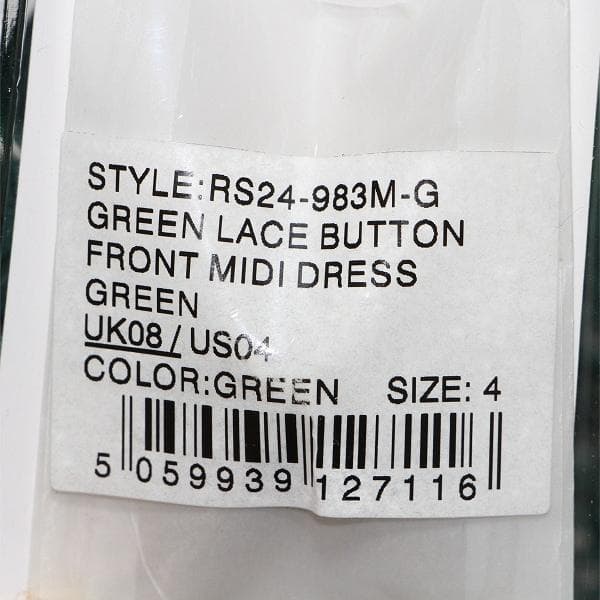 STYLE:RS24-983M-G
GREEN LACE BUTTON
FRONT MIDI DRESS
GREEN
UK08/US04
COLOR:GREEN SIZE: 4
5 059939 127116